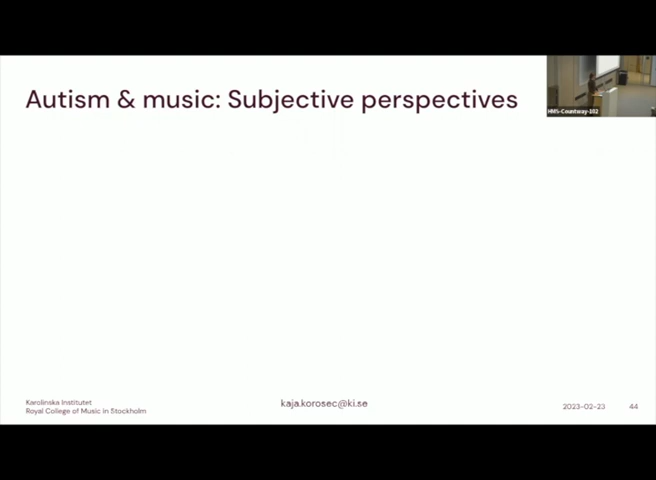 Autism & music: Subjective perspectives
HMS-Countway-102
Karolinska Institutet
Royal College of Music in Stockholm
kaja.korosec@ki.se
2023-02-23
44